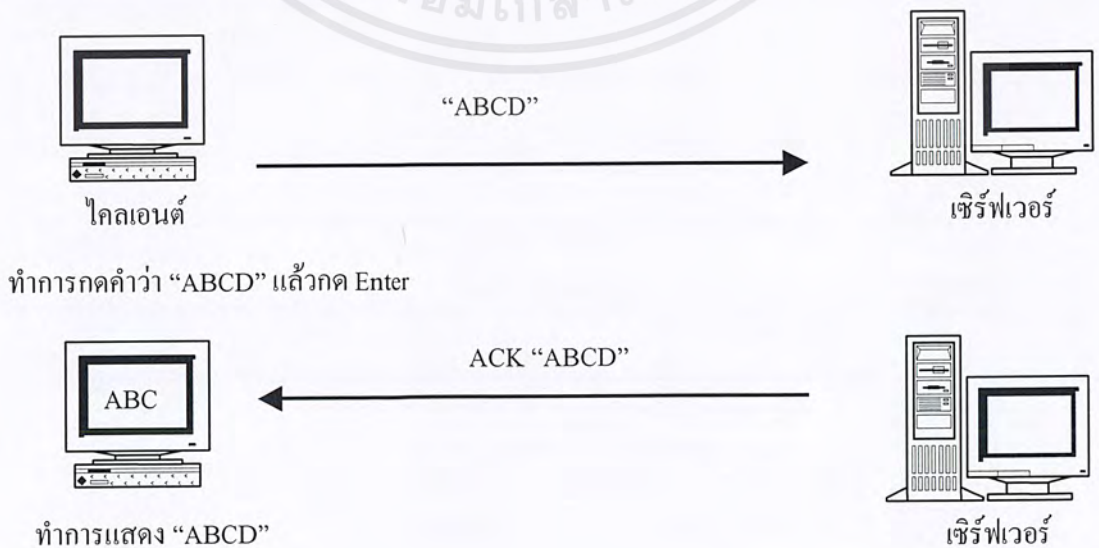 “ABCD”
ไคลเอนต์
เซิร์ฟเวอร์
ทำการกดคำว่า “ABCD” แล้วกด Enter
ACK “ABCD”
ABC
ทำการแสดง “ABCD”
เซิร์ฟเวอร์